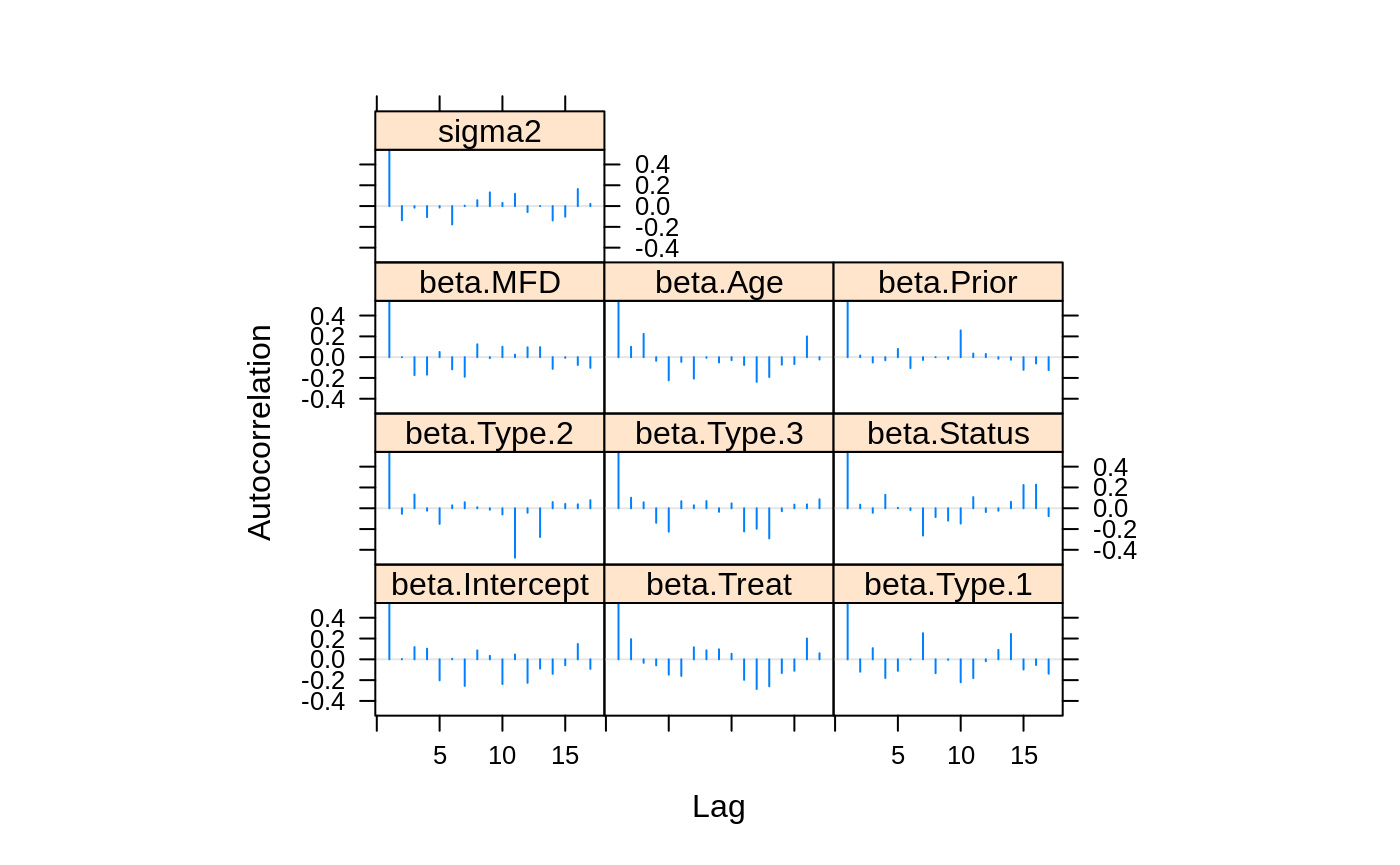 sigma2
0.4
0.2
0.0
-0.2
-0.4
beta.MFD beta.Age beta.Prior
0.4
0.2
0.0
-0.2
-0.4
beta.Type.2 beta.Type.3 beta.Status
0.4
0.2
0.0
-0.2
-0.4
beta.Intercept beta.Treat beta.Type.1
0.4
0.2
0.0
-0.2
-0.4
5 10 15 5 10 15
Autocorrelation
Lag